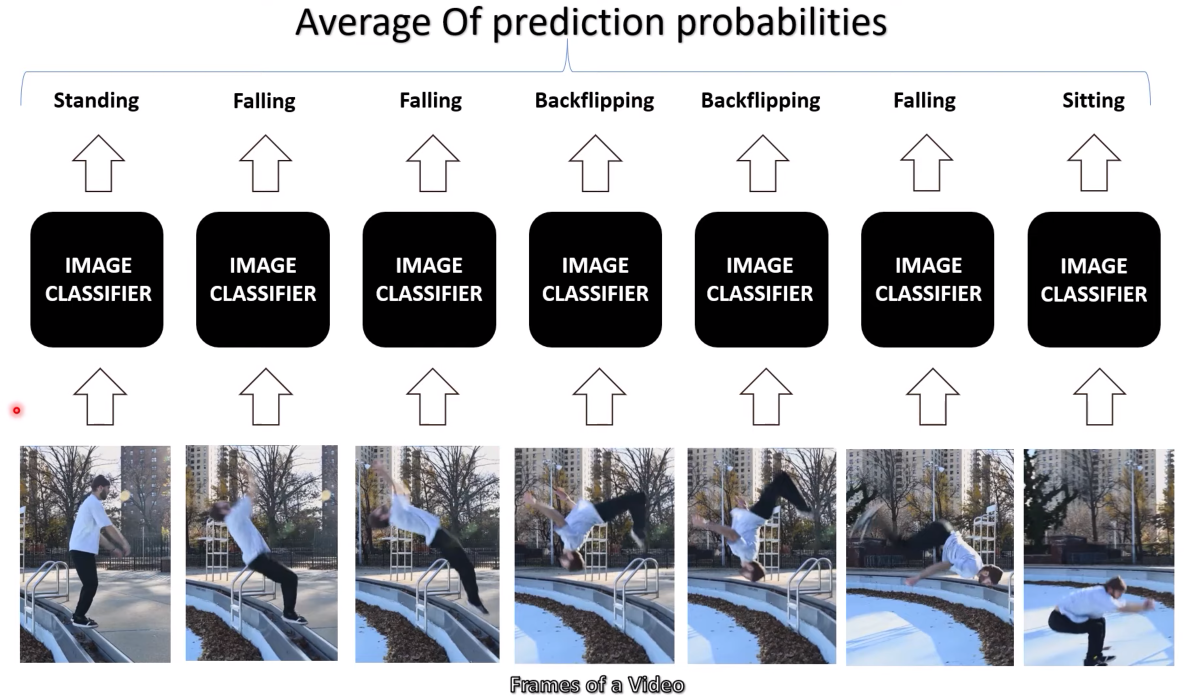 Average Of prediction probabilities
Standing Falling Falling Backflipping Backflipping Falling Sitting
IMAGE CLASSIFIER
IMAGE CLASSIFIER
IMAGE CLASSIFIER
IMAGE CLASSIFIER
IMAGE CLASSIFIER
IMAGE CLASSIFIER
IMAGE CLASSIFIER
Frames of a Video